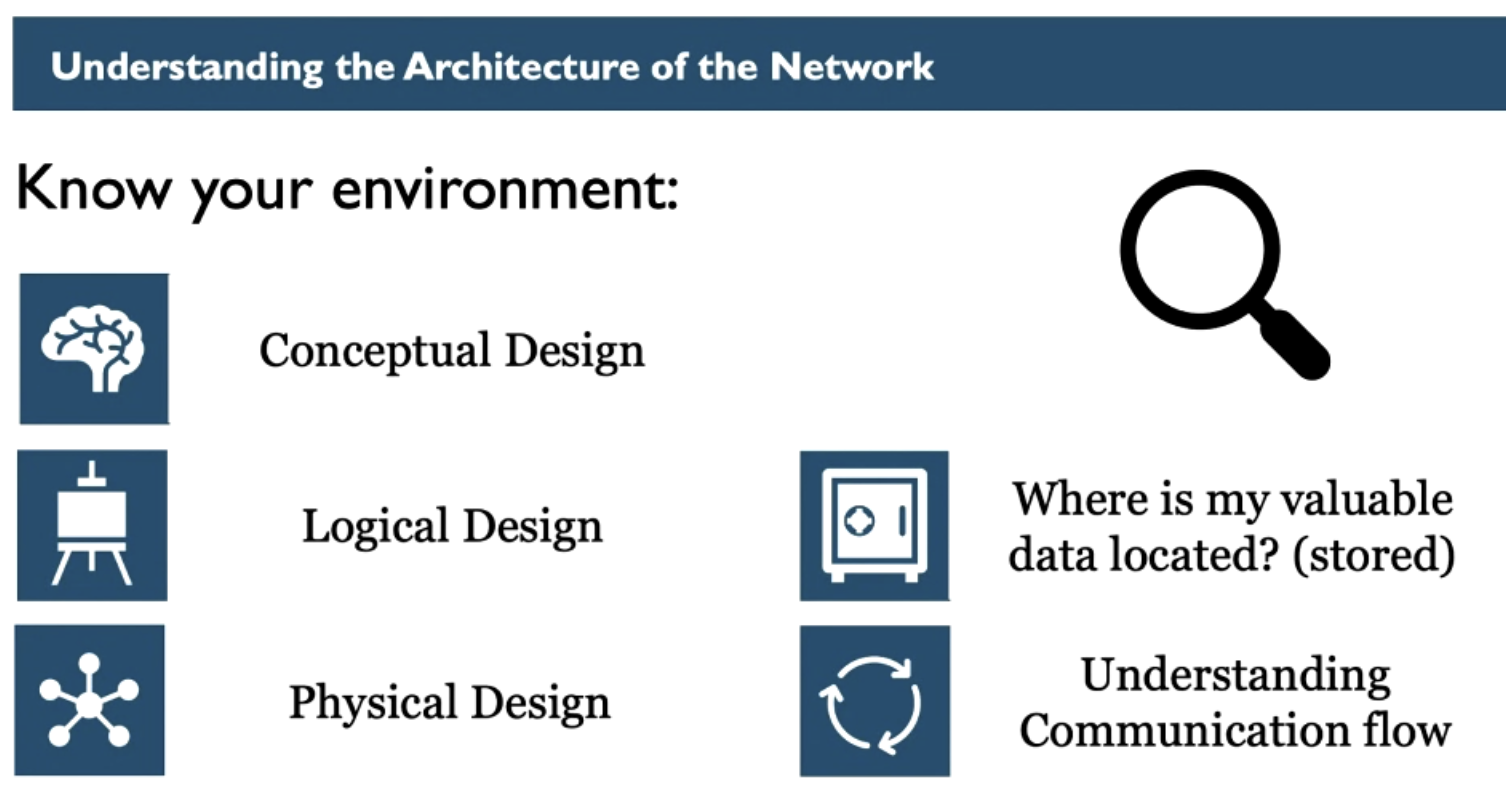 Understanding the Architecture of the Network
Know your environment:
Conceptual Design
Logical Design
Physical Design
Where is my valuable
data located? (stored)
Understanding
Communication flow